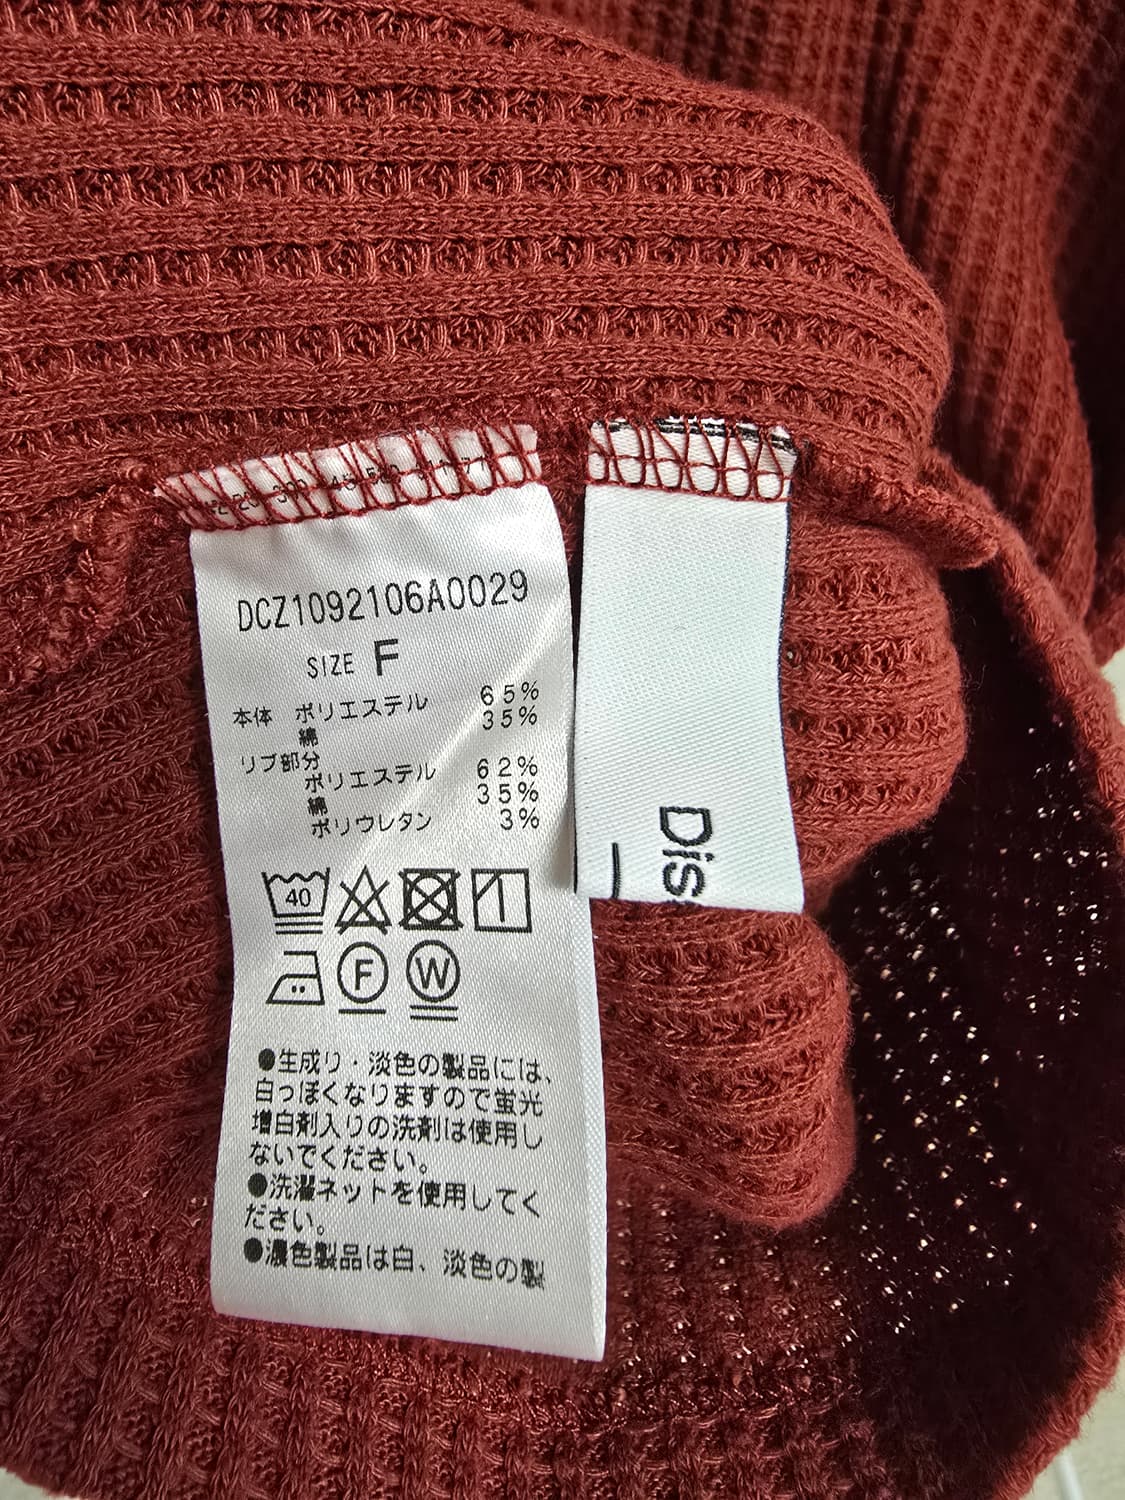 DCZ1092106A0029
SIZE F
本体 ポリエステル 65%
綿 35%
リブ部分
ポリエステル 62%
綿 35%
ポリウレタン 3%
40
F W
●生成り・淡色の製品には、
白っぽくなりますので蛍光
増白剤入りの洗剤は使用し
ないでください。
●洗濯ネットを使用してく
ださい。
●濃色製品は白、淡色の製
Dis